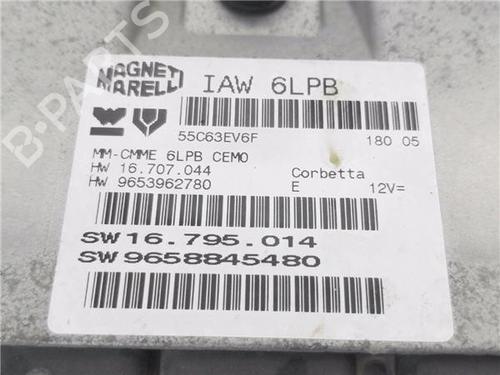 MAGNETI
MARELLI
IAW 6LPB
55C63EV6F
180 05
MM-CMME 6LPB CEMO
HW 16.707.044
Corbetta
HW 9653962780
E
12V=
SW 16.795.014
SW 9658845480
B-PARTS